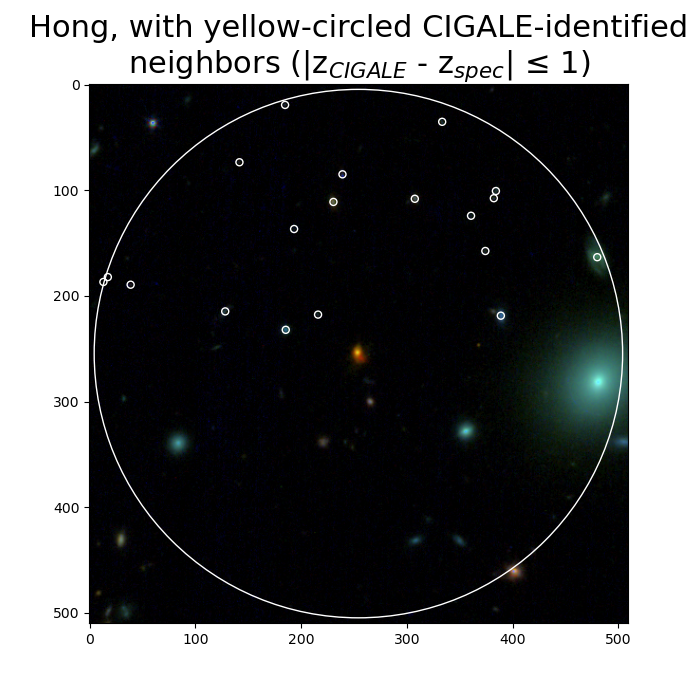 Hong, with yellow-circled CIGALE-identified
neighbors (|z_CIGALE - z_spec| ≤ 1)
0
100
200
300
400
500
0 100 200 300 400 500